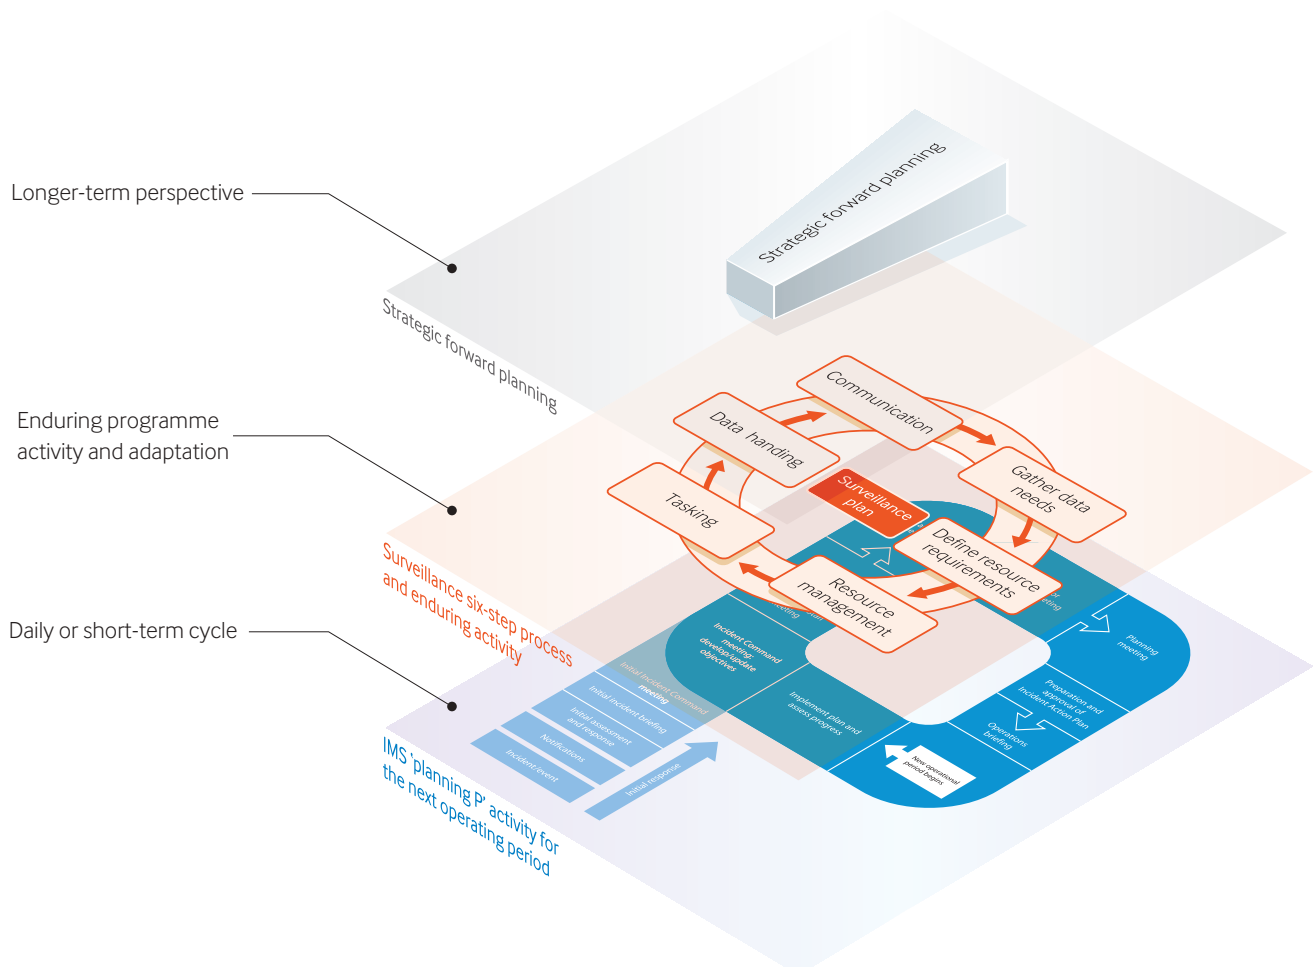 Longer-term perspective
Strategic forward planning
Strategic forward planning
Enduring programme
activity and adaptation
Communication
Data handing
Gather data
needs
Tasking
Surveillance
plan
Define resource
requirements
Resource
management
Surveillance six-step process
and enduring activity
Daily or short-term cycle
meeting
Incident Command
meeting:
develop/update
objectives
Planning
meeting
Initial Incident Command
meeting
Initial incident briefing
Initial assessment
and response
Notifications
Incident/event
Initial response
Implement plan and
assess progress
Preparation and
approval of
Incident Action Plan
Operations
briefing
New operational
period begins
IMS 'planning P' activity for
the next operating period